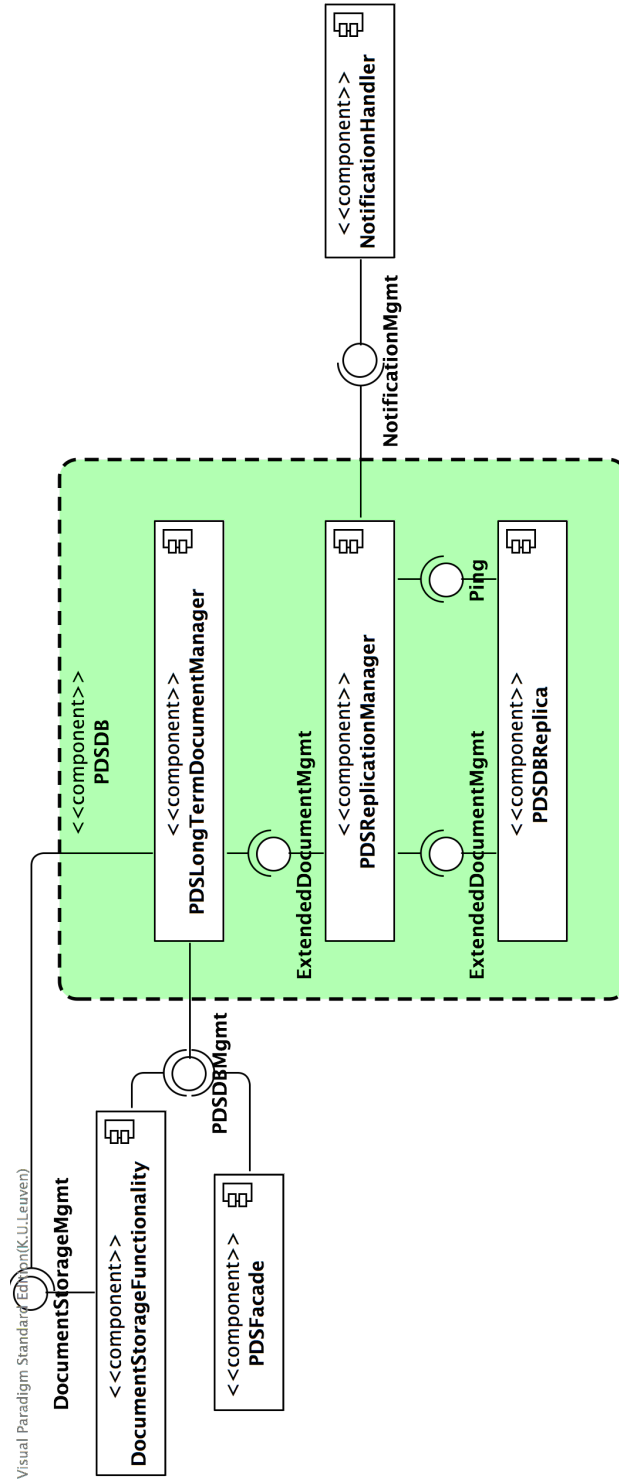 Visual Paradigm Standard Edition(K.U.Leuven)
DocumentStorageMgmt
<<component>>
DocumentStorageFunctionality
<<component>>
PDSFacade
PDSDBMgmt
<<component>>
PDSDB
<<component>>
PDSLongTermDocumentManager
ExtendedDocumentMgmt
<<component>>
PDSReplicationManager
ExtendedDocumentMgmt
Ping
<<component>>
PDSDBReplica
NotificationMgmt
<<component>>
NotificationHandler